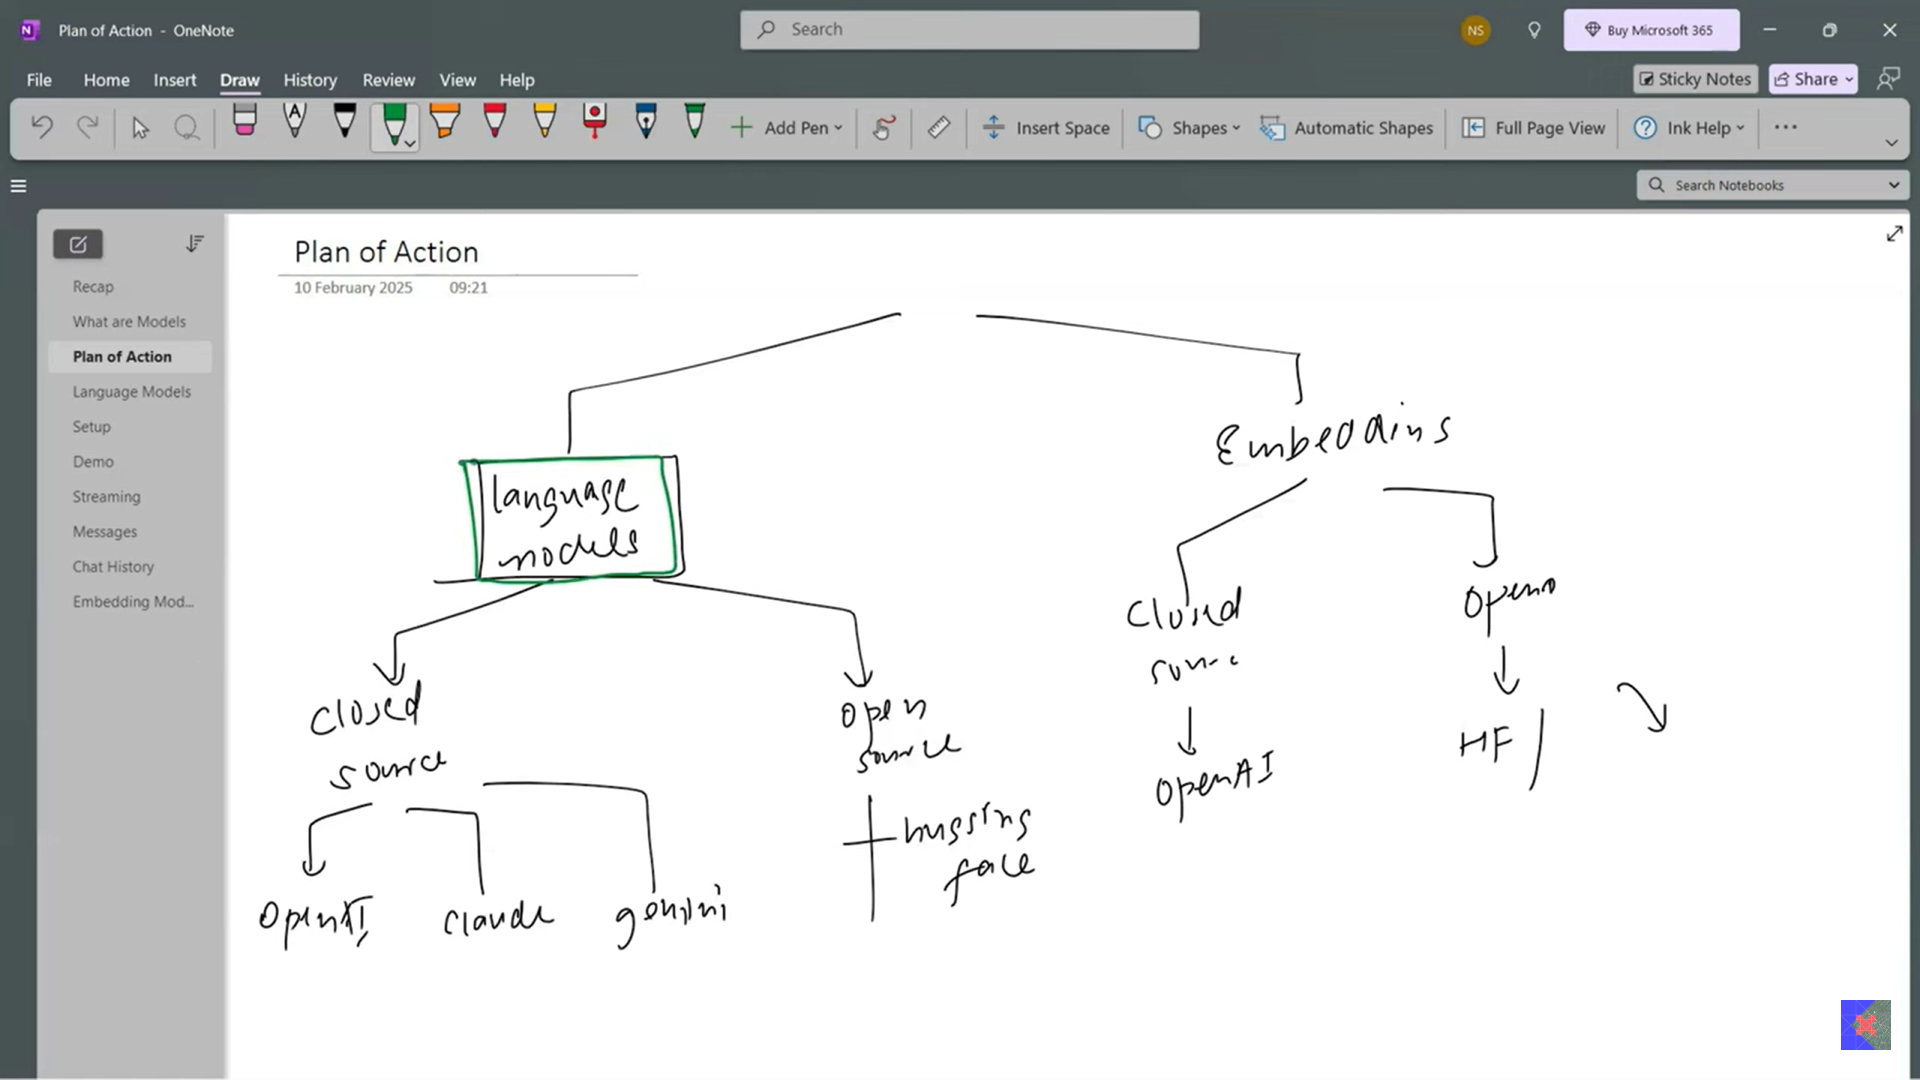 Plan of Action - OneNote
Search
NS
Buy Microsoft 365
File Home Insert Draw History Review View Help
Sticky Notes
Share
Add Pen
Insert Space
Shapes
Automatic Shapes
Full Page View
Ink Help
Search Notebooks
Recap
What are Models
Plan of Action
Language Models
Setup
Demo
Streaming
Messages
Chat History
Embedding Mod...
Plan of Action
10 February 2025 09:21
language
models
Embeddins
Closed
source
Open
source
Closed
OpenAI
claude
gemini
hugging
face
OpenAI
HF